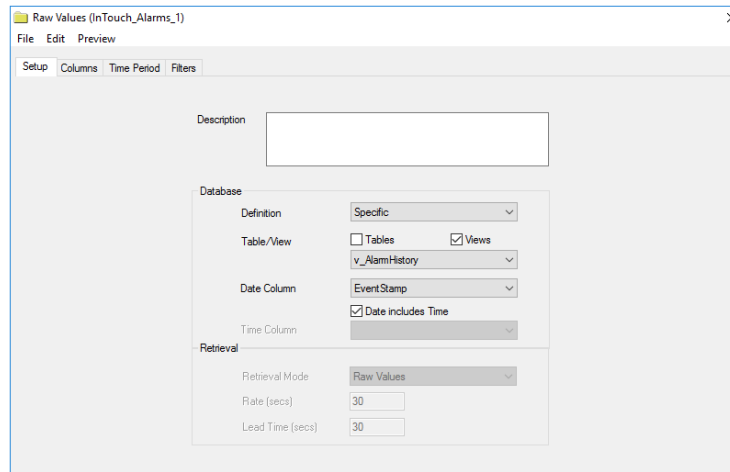 Raw Values (InTouch_Alarms_1)
File Edit Preview
Setup Columns Time Period Filters
Description
Database
Definition Specific
Table/View Tables Views
v_AlarmHistory
Date Column EventStamp
Date includes Time
Time Column
Retrieval
Retrieval Mode Raw Values
Rate (secs) 30
Lead Time (secs) 30